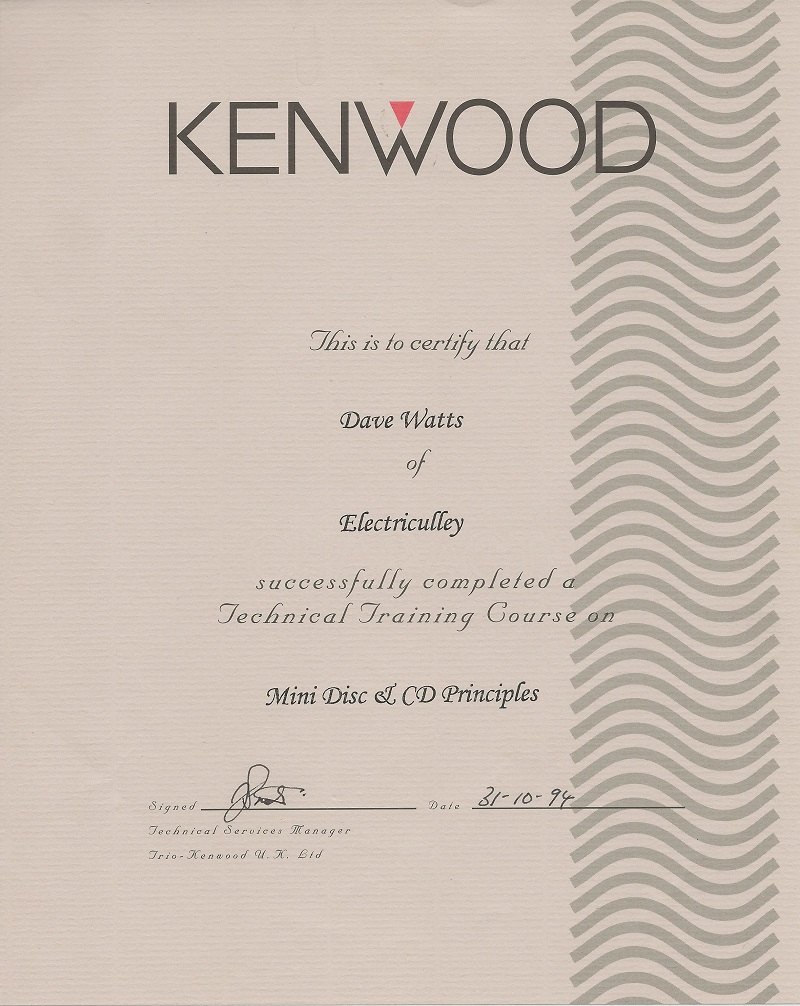 KENWOOD
This is to certify that
Dave Watts
of
Electriculley
successfully completed a
Technical Training Course on
Mini Disc & CD Principles
Signed Date 31-10-94
Technical Services Manager
Trio-Kenwood U.K. Ltd